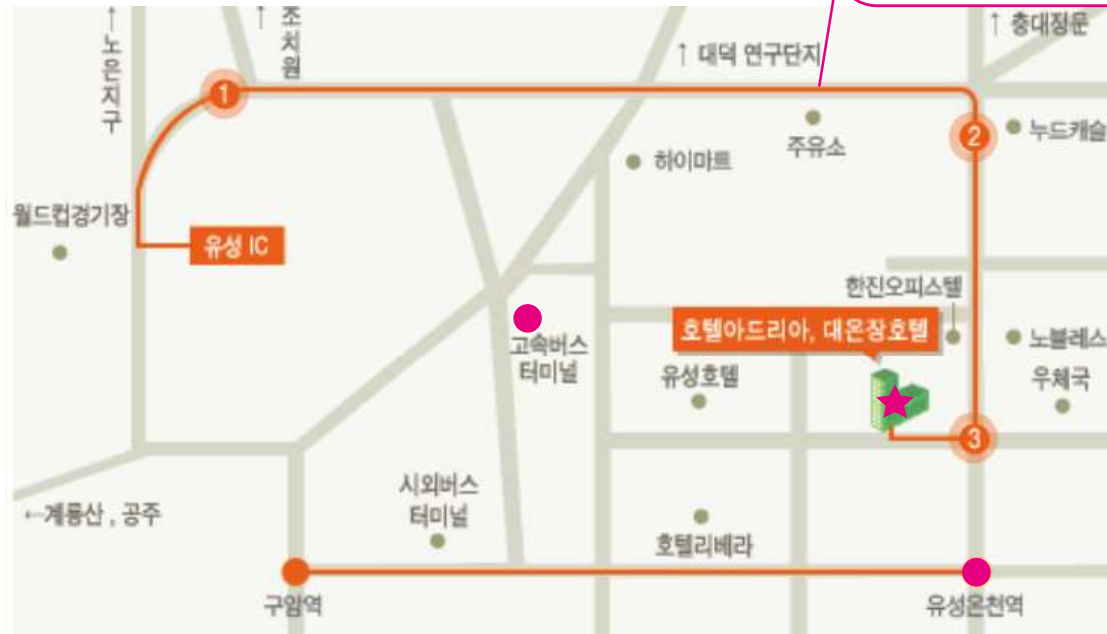 ↑노은지구
↑조치원
↑ 대덕 연구단지
↑ 충대정문
1
2
주유소
누드캐슬
하이마트
월드컵경기장
유성 IC
한진오피스텔
호텔아드리아, 대온장호텔
고속버스
터미널
노블레스
유성호텔
우체국
3
시외버스
터미널
←계룡산 , 공주
호텔리베라
구암역
유성온천역